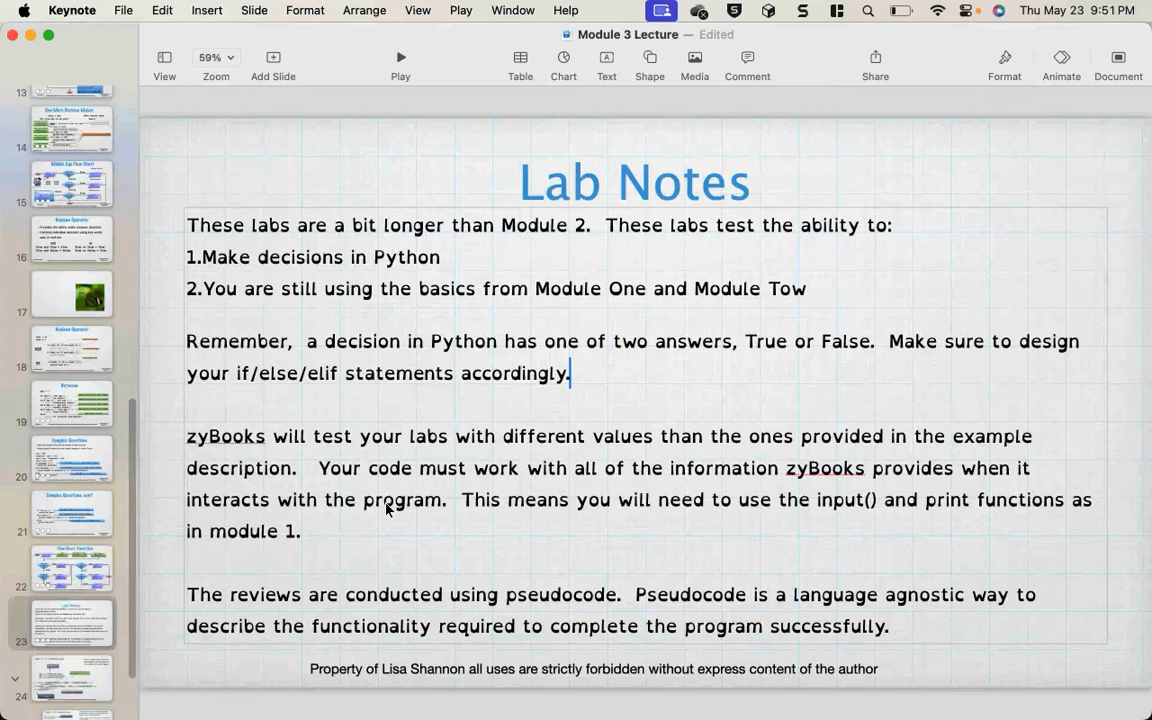 Keynote File Edit Insert Slide Format Arrange View Play Window Help Thu May 23 9:51 PM
Module 3 Lecture — Edited
59%
View Zoom Add Slide Play Table Chart Text Shape Media Comment Share Format Animate Document
13
14
15
16
17
18
19
20
21
22
23
24
Lab Notes
These labs are a bit longer than Module 2. These labs test the ability to:
1.Make decisions in Python
2.You are still using the basics from Module One and Module Tow
Remember, a decision in Python has one of two answers, True or False. Make sure to design
your if/else/elif statements accordingly.
zyBooks will test your labs with different values than the ones provided in the example
description. Your code must work with all of the information zyBooks provides when it
interacts with the program. This means you will need to use the input() and print functions as
in module 1.
The reviews are conducted using pseudocode. Pseudocode is a language agnostic way to
describe the functionality required to complete the program successfully.
Property of Lisa Shannon all uses are strictly forbidden without express content of the author